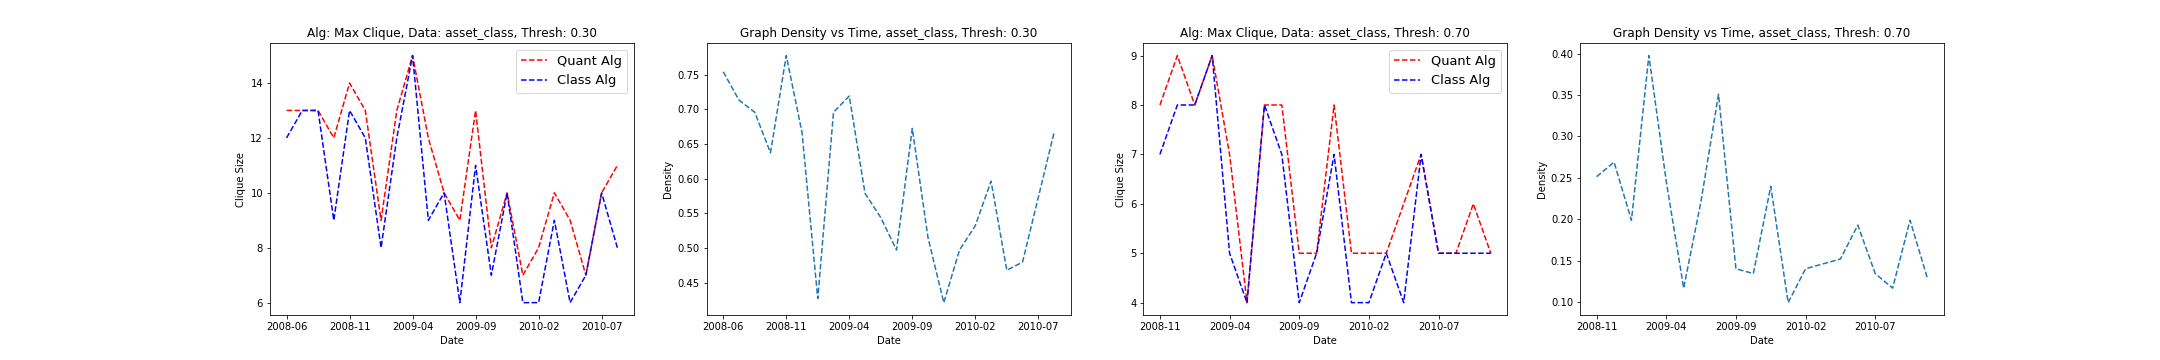 Alg: Max Clique, Data: asset_class, Thresh: 0.30
Quant Alg
Class Alg
14
12
10
8
6
Clique Size
2008-06 2008-11 2009-04 2009-09 2010-02 2010-07
Date
Graph Density vs Time, asset_class, Thresh: 0.30
0.75
0.70
0.65
0.60
0.55
0.50
0.45
Density
2008-06 2008-11 2009-04 2009-09 2010-02 2010-07
Date
Alg: Max Clique, Data: asset_class, Thresh: 0.70
Quant Alg
Class Alg
9
8
7
6
5
4
Clique Size
2008-11 2009-04 2009-09 2010-02 2010-07
Date
Graph Density vs Time, asset_class, Thresh: 0.70
0.40
0.35
0.30
0.25
0.20
0.15
0.10
Density
2008-11 2009-04 2009-09 2010-02 2010-07
Date